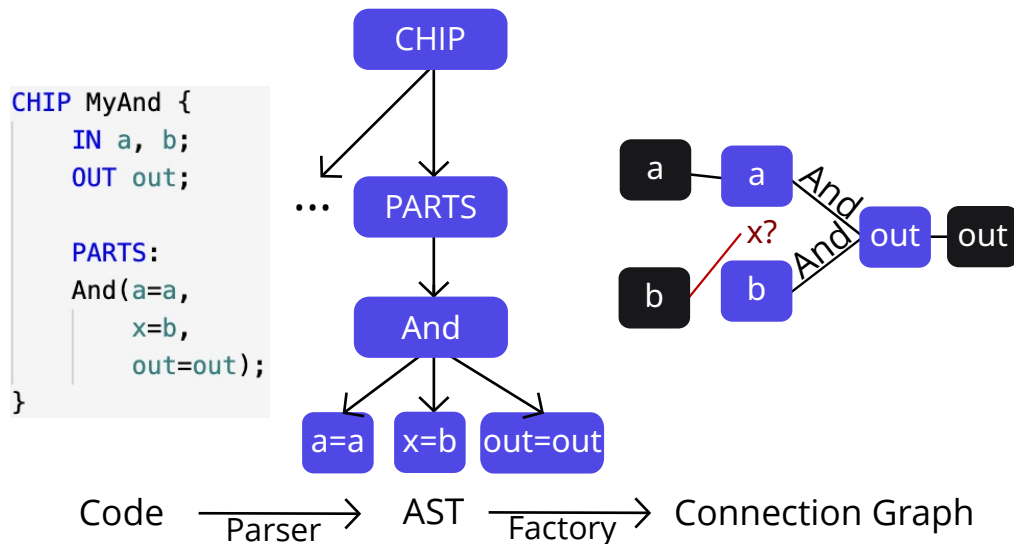 CHIP MyAnd {
IN a, b;
OUT out;
PARTS:
And(a=a,
x=b,
out=out);
}
CHIP
...
PARTS
And
a=a
x=b
out=out
a
a
And
x?
And
b
b
out
out
Code
Parser
AST
Factory
Connection Graph